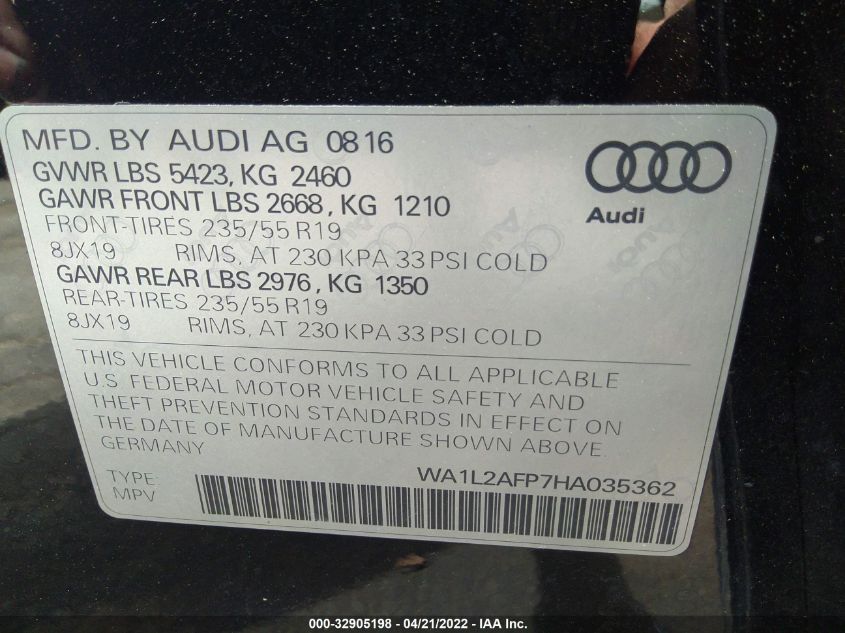 MFD. BY AUDI AG 0816
GVWR LBS 5423, KG 2460
GAWR FRONT LBS 2668, KG 1210
FRONT-TIRES 235/55 R19
8JX19 RIMS, AT 230 KPA 33 PSI COLD
GAWR REAR LBS 2976, KG 1350
REAR-TIRES 235/55 R19
8JX19 RIMS, AT 230 KPA 33 PSI COLD
Audi
THIS VEHICLE CONFORMS TO ALL APPLICABLE
U.S. FEDERAL MOTOR VEHICLE SAFETY AND
THEFT PREVENTION STANDARDS IN EFFECT ON
THE DATE OF MANUFACTURE SHOWN ABOVE.
GERMANY
TYPE: WA1L2AFP7HA035362
MPV
000-32905198 - 04/21/2022 - IAA Inc.